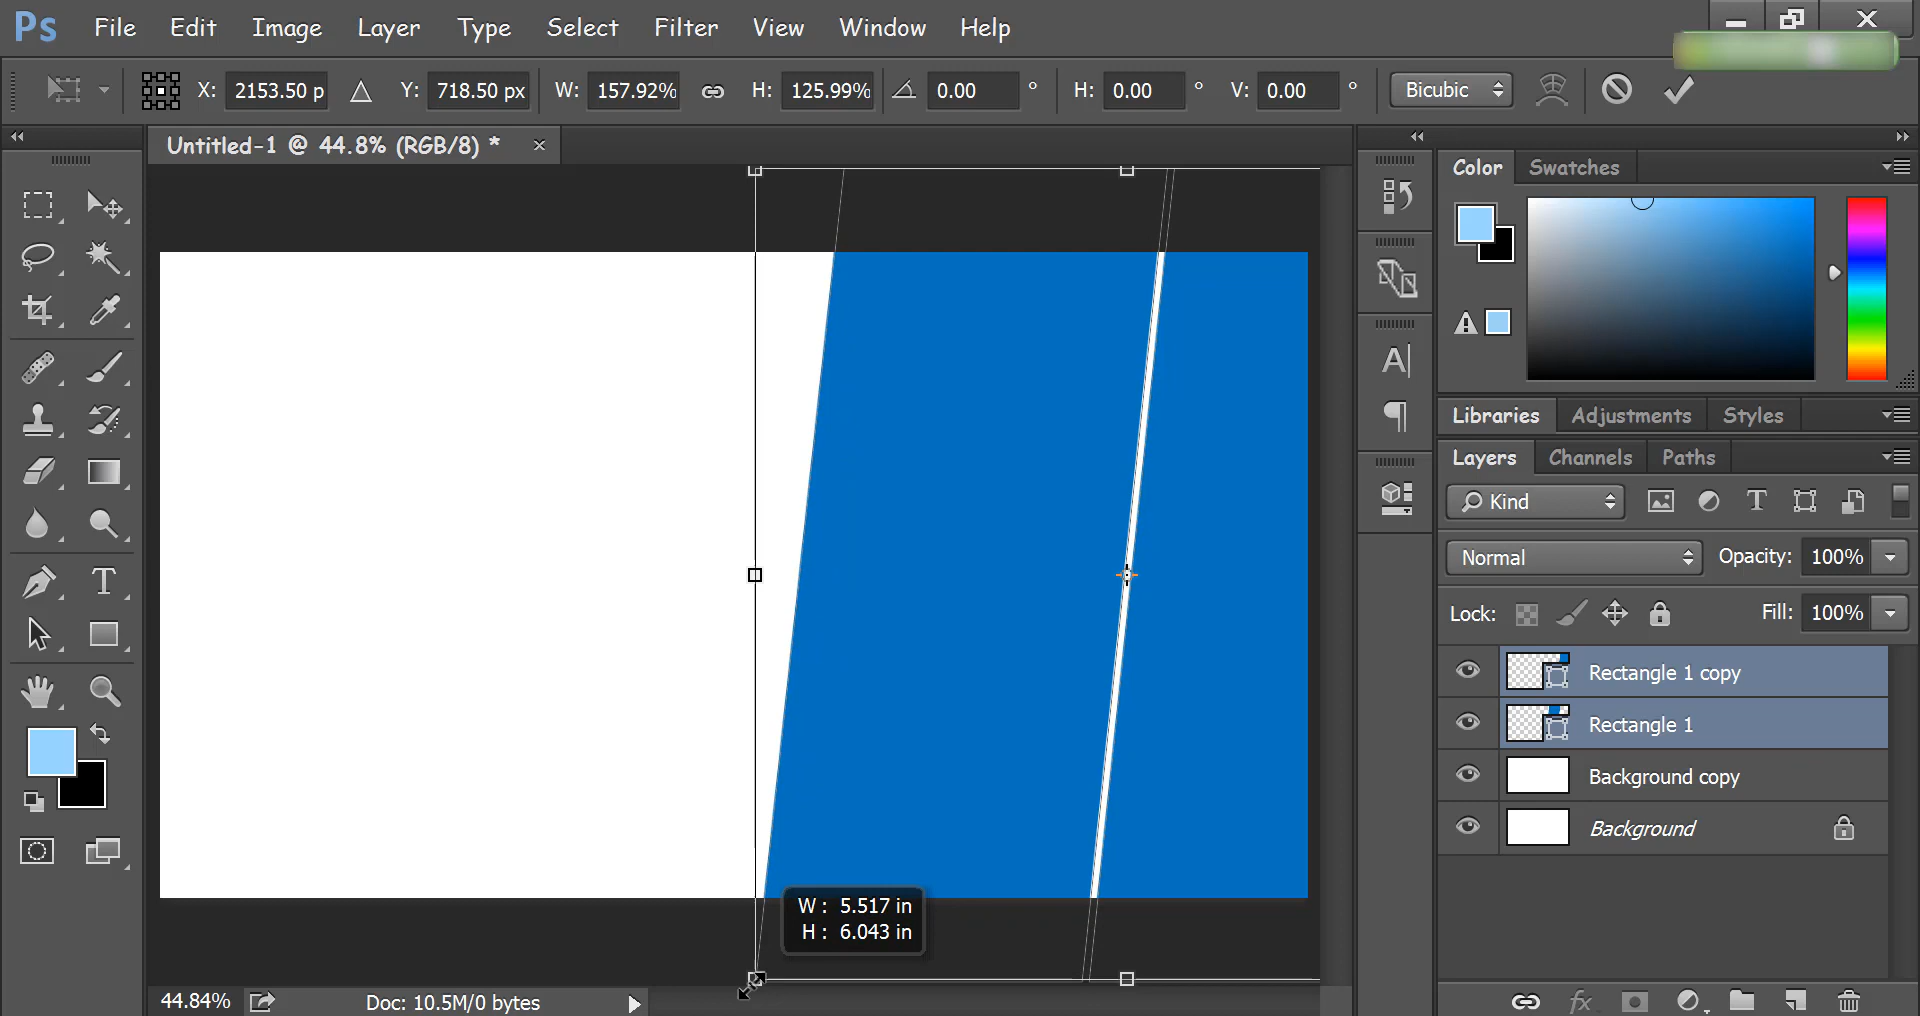 Ps File Edit Image Layer Type Select Filter View Window Help
X: 2153.50 p Y: 718.50 px W: 157.92% H: 125.99% 0.00 ° H: 0.00 ° V: 0.00 ° Bicubic
Untitled-1 @ 44.8% (RGB/8) * ×
Color Swatches
A
Libraries Adjustments Styles
Layers Channels Paths
Kind T
Normal Opacity: 100%
T
Lock: Fill: 100%
Rectangle 1 copy
Rectangle 1
Background copy
Background
W : 5.517 in
H : 6.043 in
44.84% Doc: 10.5M/0 bytes
fx